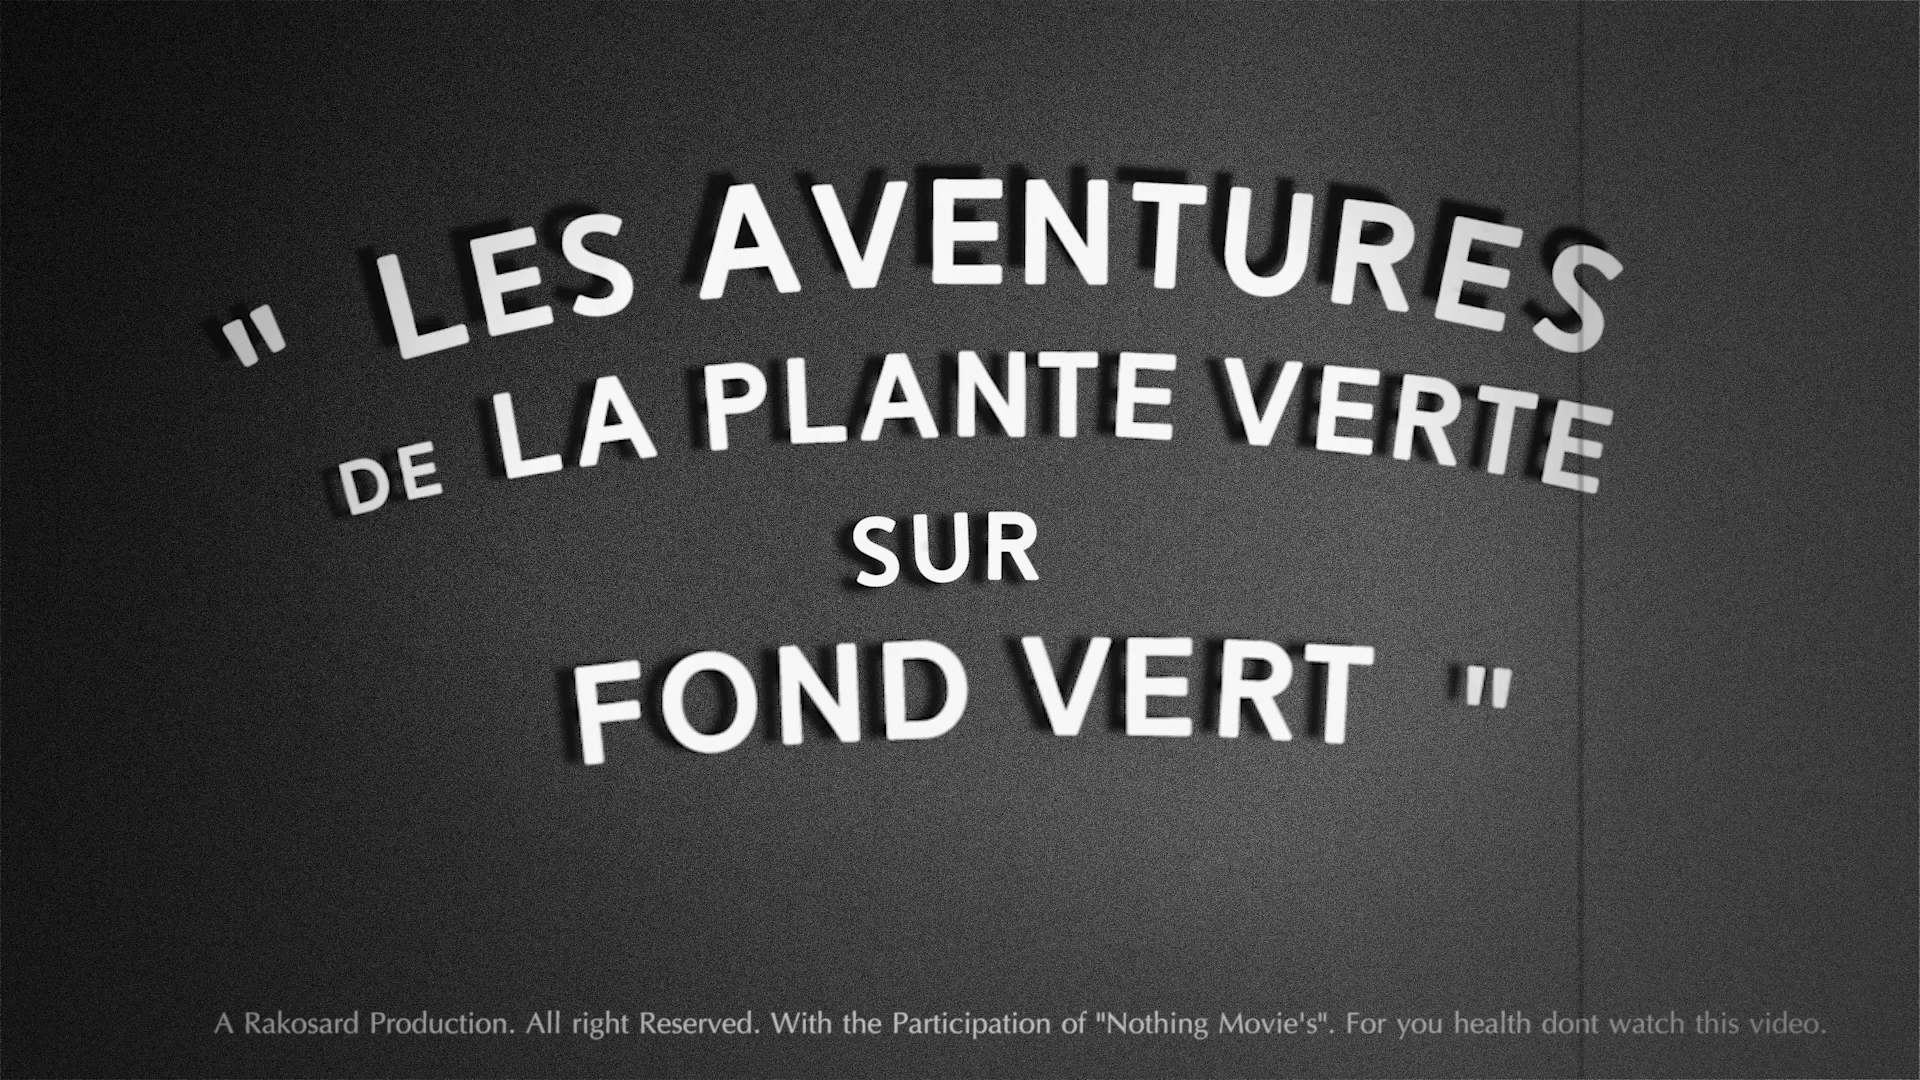 " LES AVENTURES
DE LA PLANTE VERTE
SUR
FOND VERT "
A Rakosard Production. All right Reserved. With the Participation of "Nothing Movie's". For you health dont watch this video.